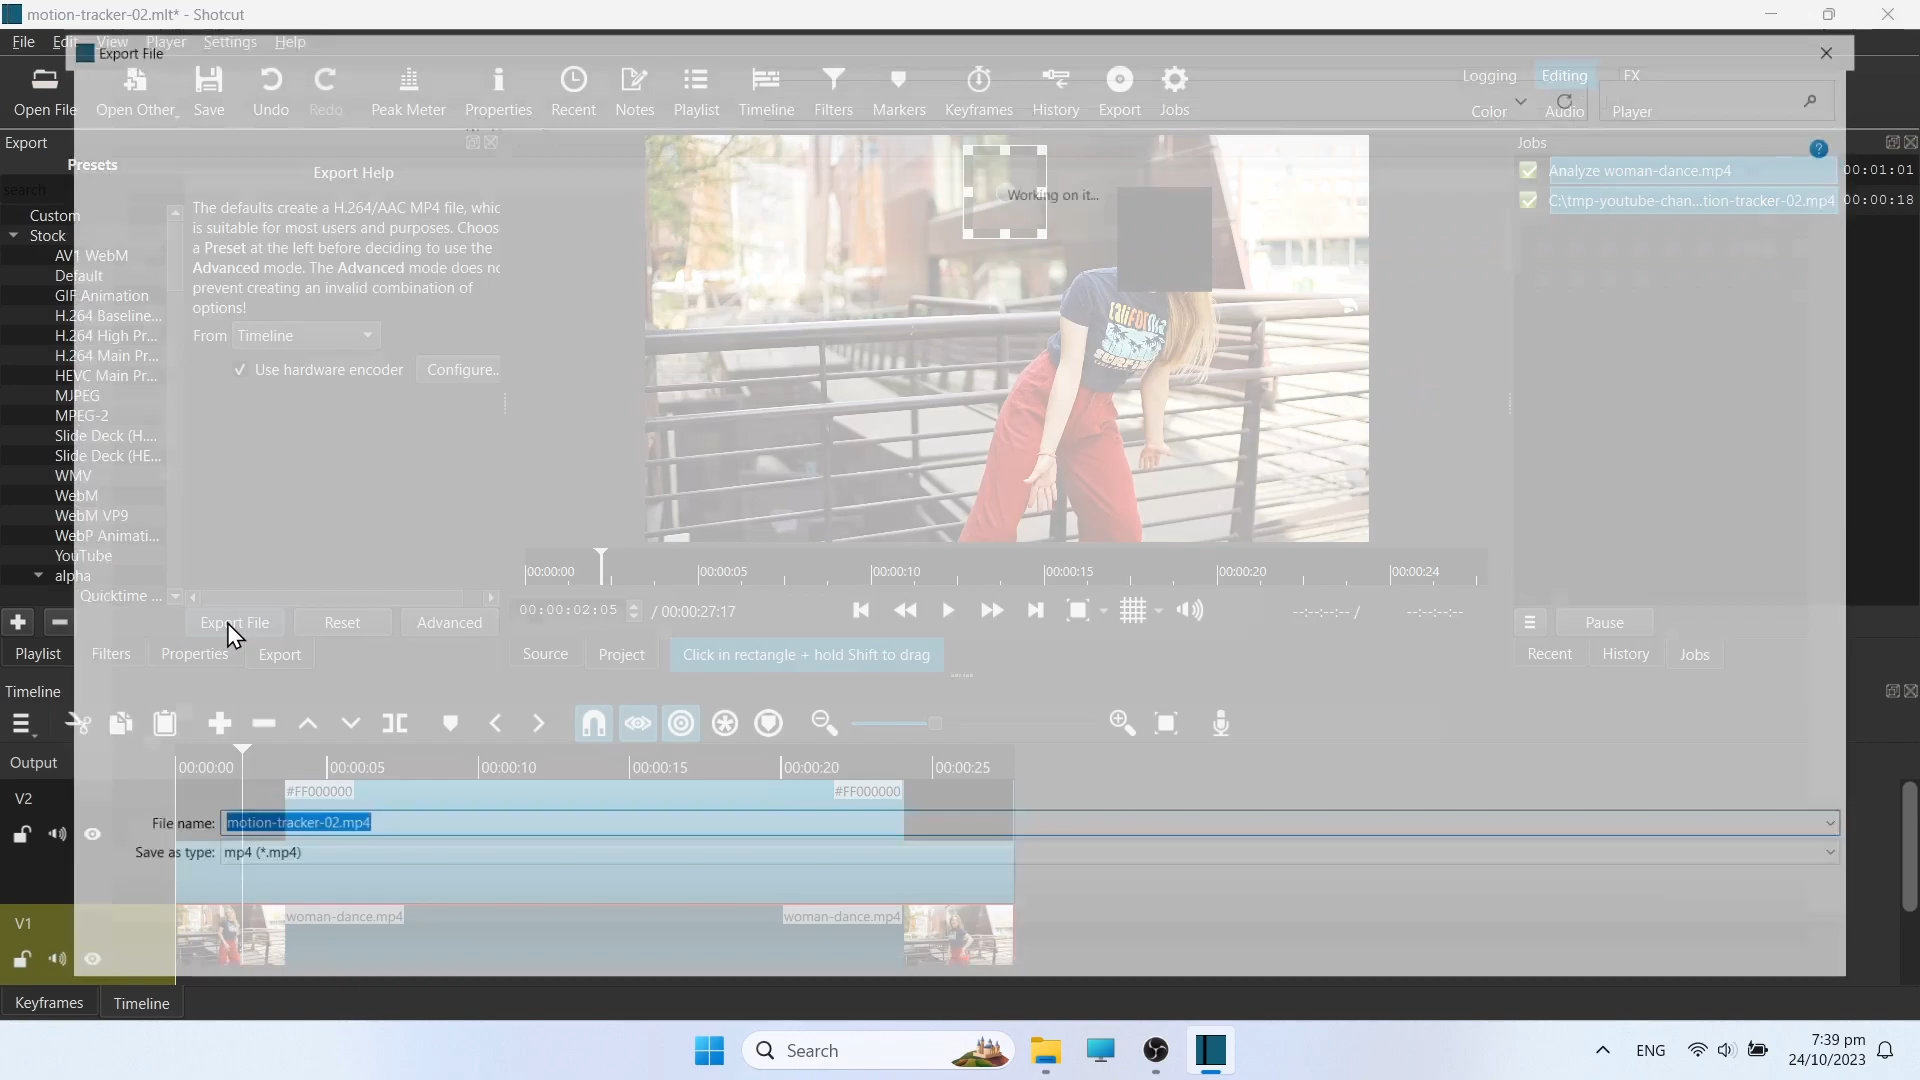 motion-tracker-02.mlt* - Shotcut
File Edit View Player Settings Help
Export File
Open File Open Other Save Undo Redo Peak Meter Properties Recent Notes Playlist Timeline Filters Markers Keyframes History Export Jobs
Logging Editing FX
Color Audio Player
Export
Presets
search
Custom
Stock
AV1 WebM
Default
GIF Animation
H.264 Baseline...
H.264 High Pr...
H.264 Main Pr...
HEVC Main Pr...
MJPEG
MPEG-2
Slide Deck (H....
Slide Deck (HE...
WMV
WebM
WebM VP9
WebP Animati...
YouTube
alpha
Quicktime ...
Export Help
The defaults create a H.264/AAC MP4 file, whic
is suitable for most users and purposes. Choos
a Preset at the left before deciding to use the
Advanced mode. The Advanced mode does no
prevent creating an invalid combination of
options!
From Timeline
Use hardware encoder Configure..
Export File Reset Advanced
Playlist Filters Properties Export
Working on it...
CALIFORNIA
SURFING
00:00:00 00:00:05 00:00:10 00:00:15 00:00:20 00:00:24
00:00:02:05 / 00:00:27:17 --:--:--:-- / --:--:--:--
Source Project Click in rectangle + hold Shift to drag
Jobs
Analyze woman-dance.mp4 00:01:01
C:\tmp-youtube-chan...tion-tracker-02.mp4 00:00:18
Pause
Recent History Jobs
Timeline
Output
00:00:00 00:00:05 00:00:10 00:00:15 00:00:20 00:00:25
V2
#FF000000 #FF000000
File name: motion-tracker-02.mp4
Save as type: mp4 (*.mp4)
V1
woman-dance.mp4 woman-dance.mp4
Keyframes Timeline
Search
ENG
7:39 pm
24/10/2023